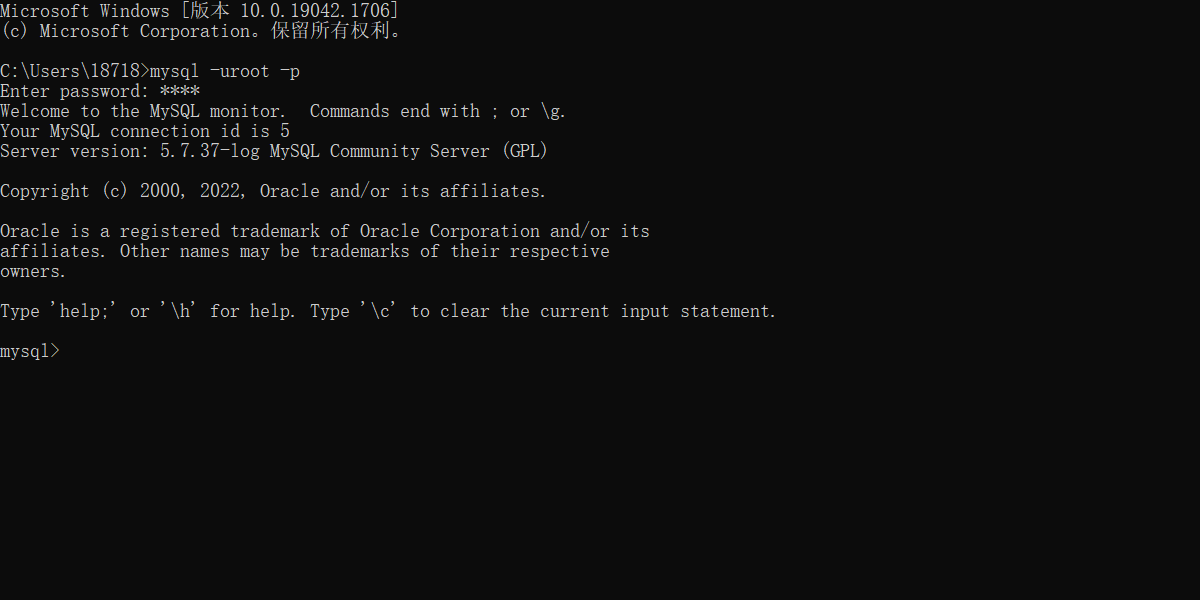 Microsoft Windows [版本 10.0.19042.1706]
(c) Microsoft Corporation。保留所有权利。
C:\Users\18718>mysql -uroot -p
Enter password: ****
Welcome to the MySQL monitor.  Commands end with ; or \g.
Your MySQL connection id is 5
Server version: 5.7.37-log MySQL Community Server (GPL)
Copyright (c) 2000, 2022, Oracle and/or its affiliates.
Oracle is a registered trademark of Oracle Corporation and/or its
affiliates. Other names may be trademarks of their respective
owners.
Type 'help;' or '\h' for help. Type '\c' to clear the current input statement.
mysql>